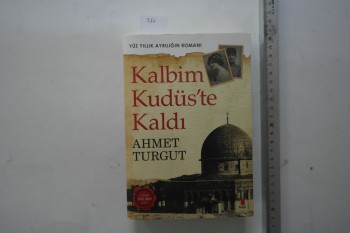 YÜZ YILLIK AYRILIĞIN ROMANI
Kalbim
Kudüs'te
Kaldı
AHMET
TURGUT